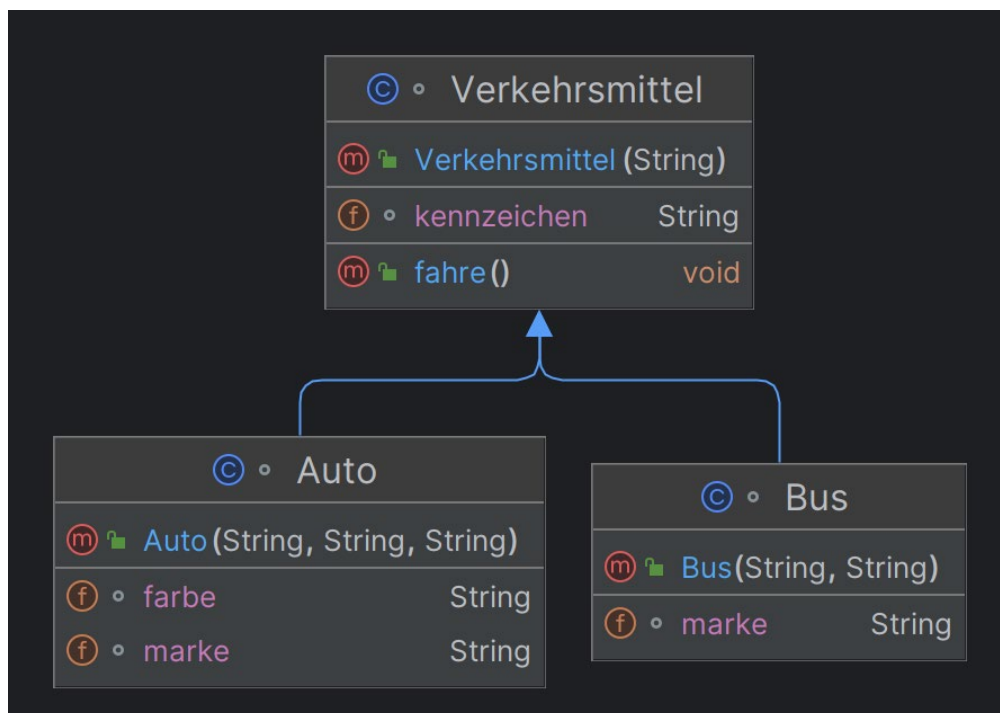 C Verkehrsmittel
m Verkehrsmittel(String)
f kennzeichen String
m fahre() void
C Auto
m Auto(String, String, String)
f farbe String
f marke String
C Bus
m Bus(String, String)
f marke String